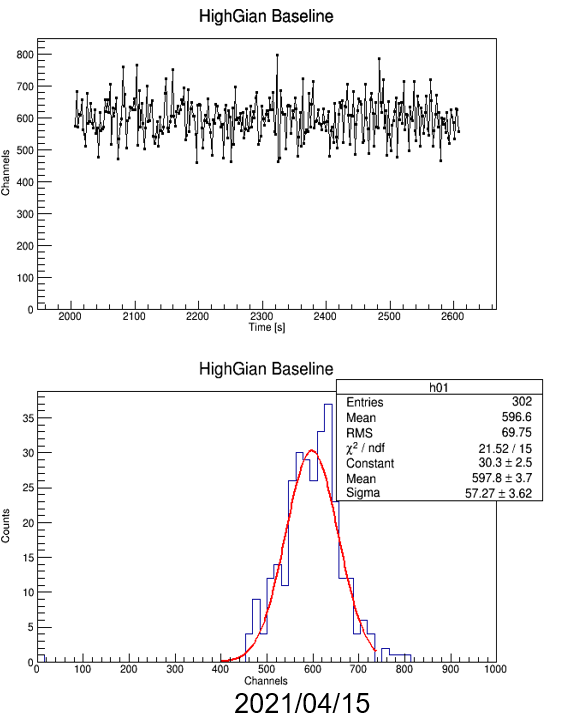 HighGian Baseline
800
700
600
500
400
300
200
100
0
Channels
2000 2100 2200 2300 2400 2500 2600
Time [s]
HighGian Baseline
h01
Entries 302
Mean 596.6
RMS 69.75
χ² / ndf 21.52 / 15
Constant 30.3 ± 2.5
Mean 597.8 ± 3.7
Sigma 57.27 ± 3.62
35
30
25
20
15
10
5
0
Counts
0 100 200 300 400 500 600 700 800 900 1000
Channels
2021/04/15